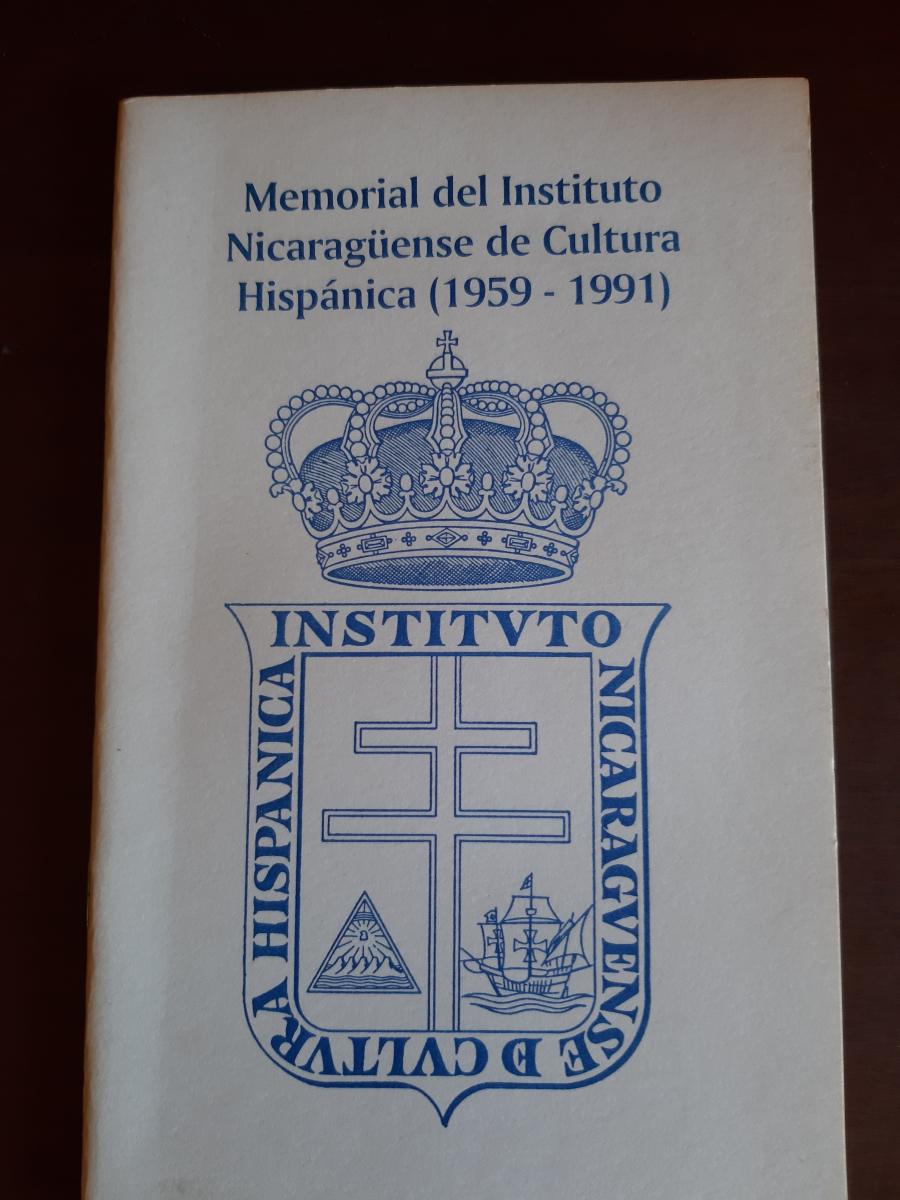 Memorial del Instituto
Nicaragüense de Cultura
Hispánica (1959 - 1991)
INSTITVTO
NICARAGVENSE
DE CVLTVRA
HISPANICA